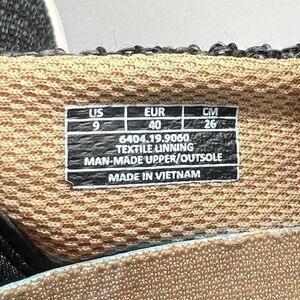 US EUR CM
9 40 26
6404.19.9060
TEXTILE LINNING
MAN-MADE UPPER/OUTSOLE
MADE IN VIETNAM